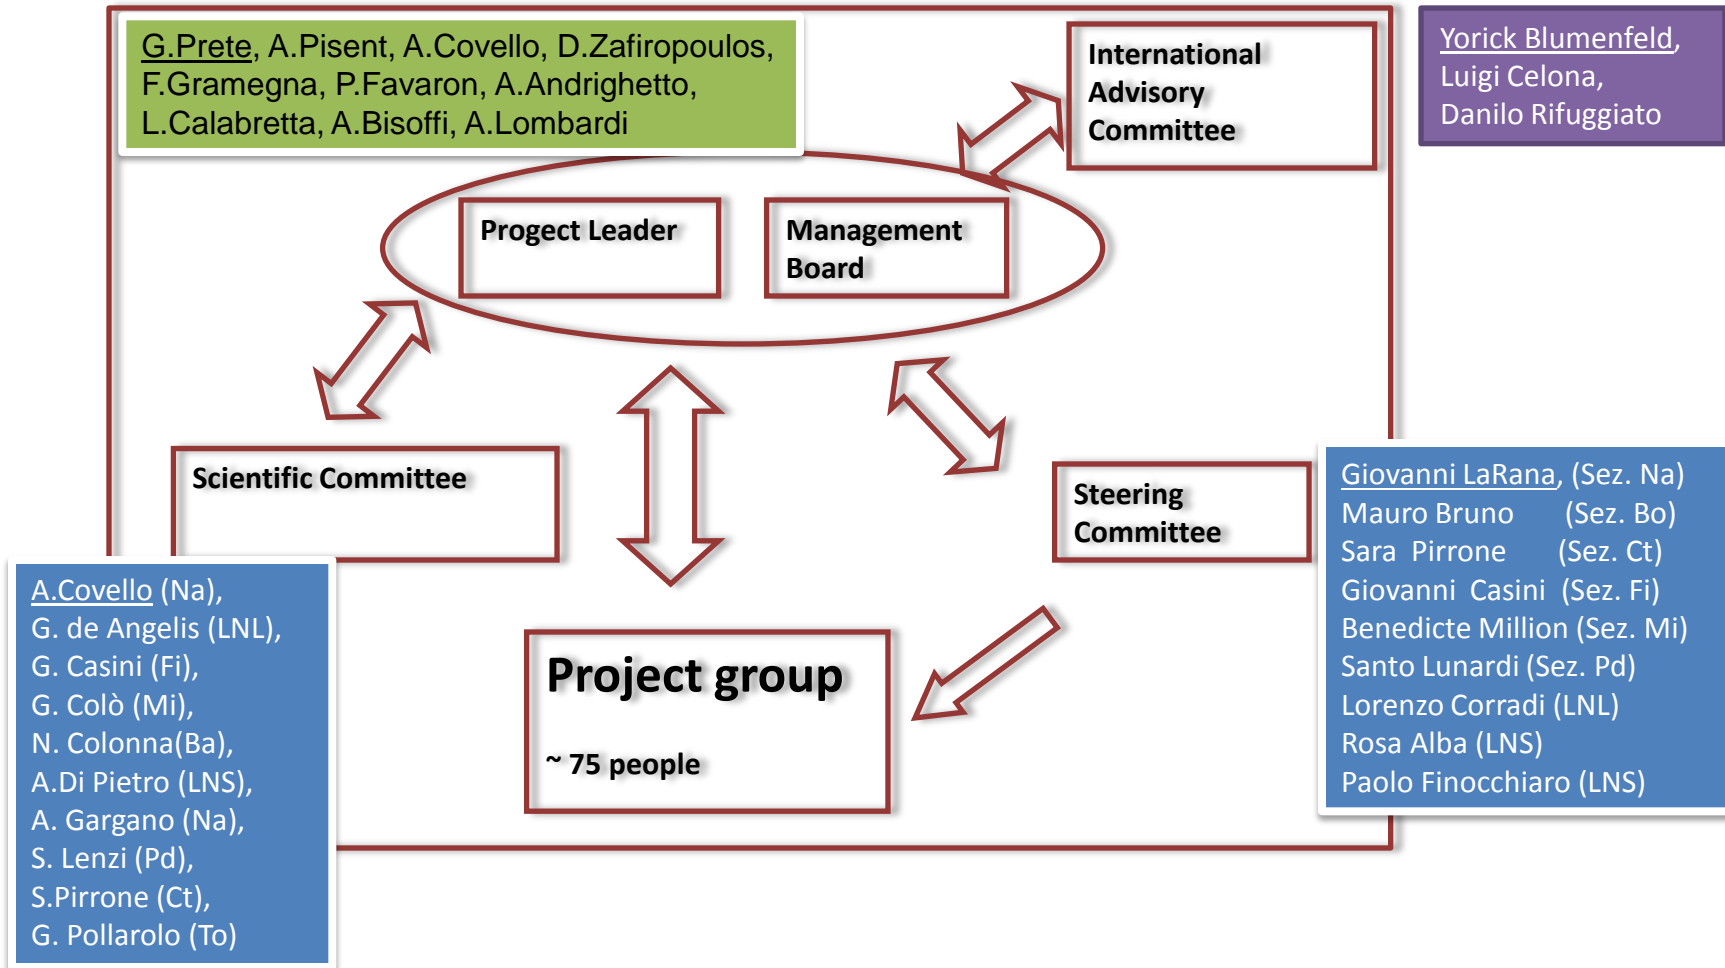 G.Prete, A.Pisent, A.Covello, D.Zafiropoulos,
F.Gramegna, P.Favaron, A.Andrighetto,
L.Calabretta, A.Bisoffi, A.Lombardi
International
Advisory
Committee
Yorick Blumenfeld,
Luigi Celona,
Danilo Rifuggiato
Progect Leader
Management
Board
Scientific Committee
Steering
Committee
Giovanni LaRana, (Sez. Na)
Mauro Bruno (Sez. Bo)
Sara Pirrone (Sez. Ct)
Giovanni Casini (Sez. Fi)
Benedicte Million (Sez. Mi)
Santo Lunardi (Sez. Pd)
Lorenzo Corradi (LNL)
Rosa Alba (LNS)
Paolo Finocchiaro (LNS)
A.Covello (Na),
G. de Angelis (LNL),
G. Casini (Fi),
G. Colò (Mi),
N. Colonna(Ba),
A.Di Pietro (LNS),
A. Gargano (Na),
S. Lenzi (Pd),
S.Pirrone (Ct),
G. Pollarolo (To)
Project group
~ 75 people